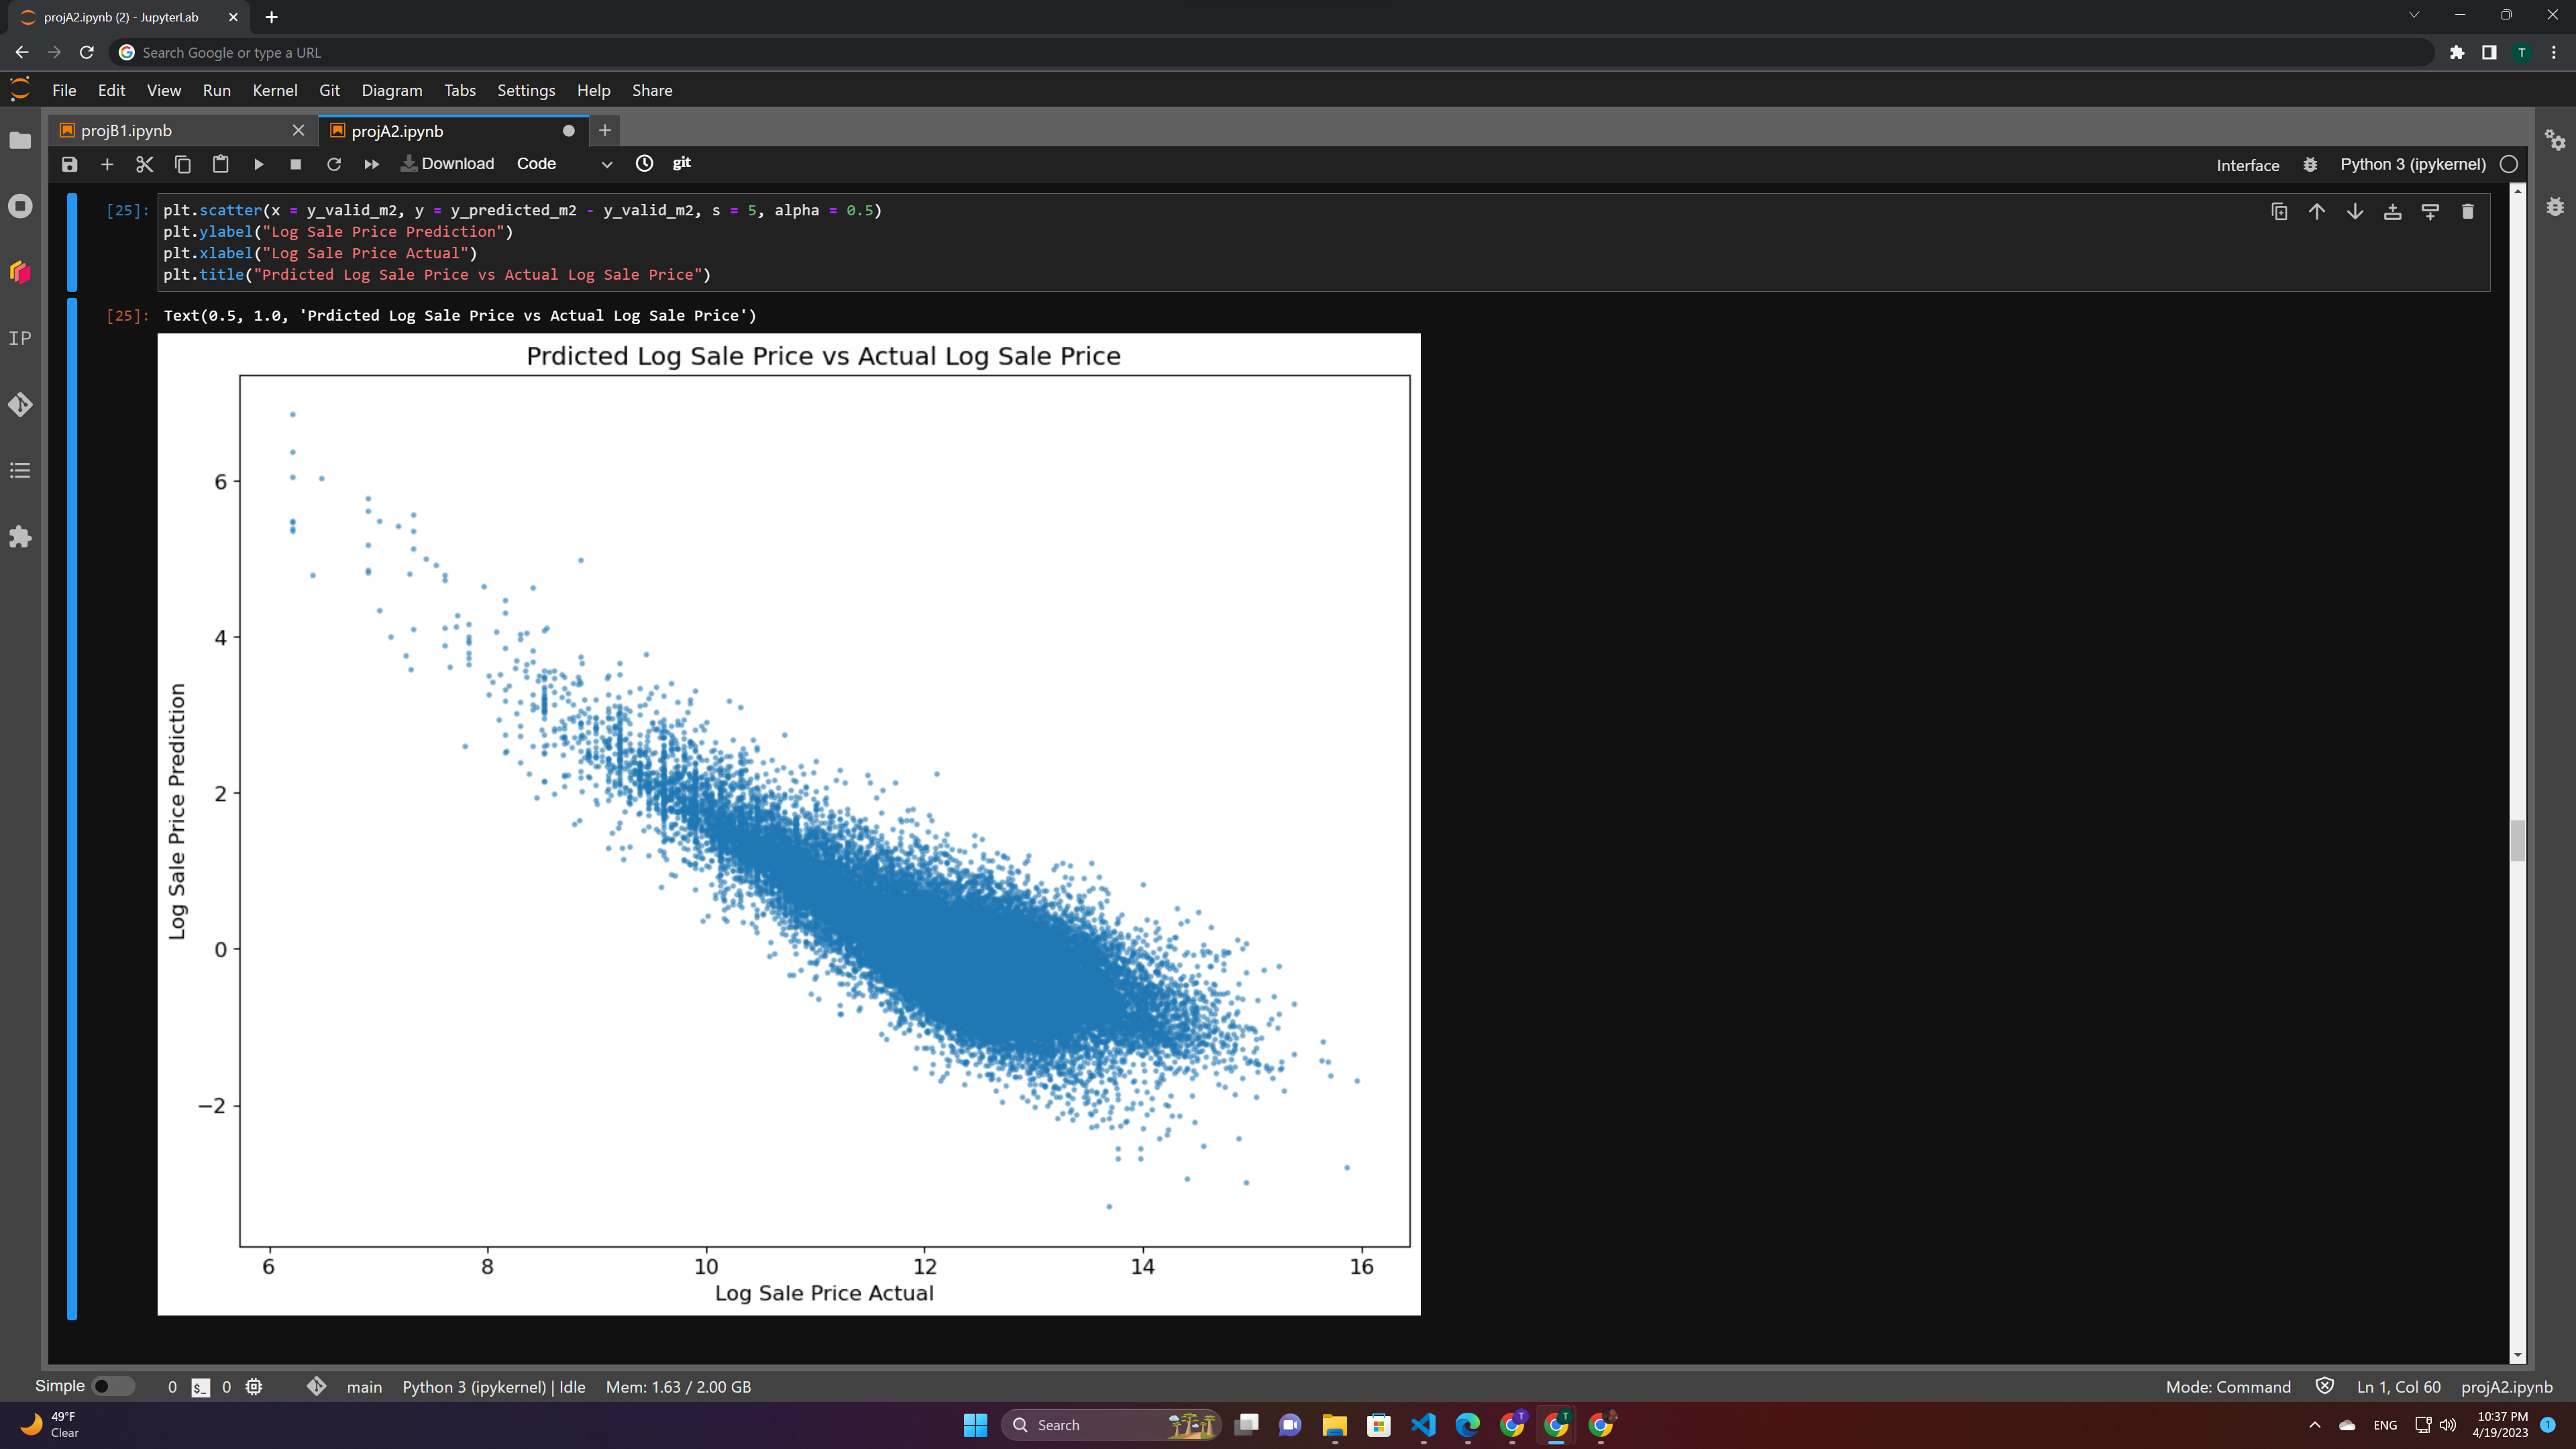 projA2.ipynb (2) - JupyterLab
Search Google or type a URL
T
File Edit View Run Kernel Git Diagram Tabs Settings Help Share
projB1.ipynb
projA2.ipynb
Download Code git Interface Python 3 (ipykernel)
[25]: plt.scatter(x = y_valid_m2, y = y_predicted_m2 - y_valid_m2, s = 5, alpha = 0.5)
plt.ylabel("Log Sale Price Prediction")
plt.xlabel("Log Sale Price Actual")
plt.title("Prdicted Log Sale Price vs Actual Log Sale Price")
[25]: Text(0.5, 1.0, 'Prdicted Log Sale Price vs Actual Log Sale Price')
IP
Prdicted Log Sale Price vs Actual Log Sale Price
6
4
2
0
−2
Log Sale Price Prediction
6 8 10 12 14 16
Log Sale Price Actual
Simple 0 $_ 0 main Python 3 (ipykernel) | Idle Mem: 1.63 / 2.00 GB Mode: Command Ln 1, Col 60 projA2.ipynb
49°F
Clear
Search
T
T
ENG
10:37 PM
4/19/2023
1